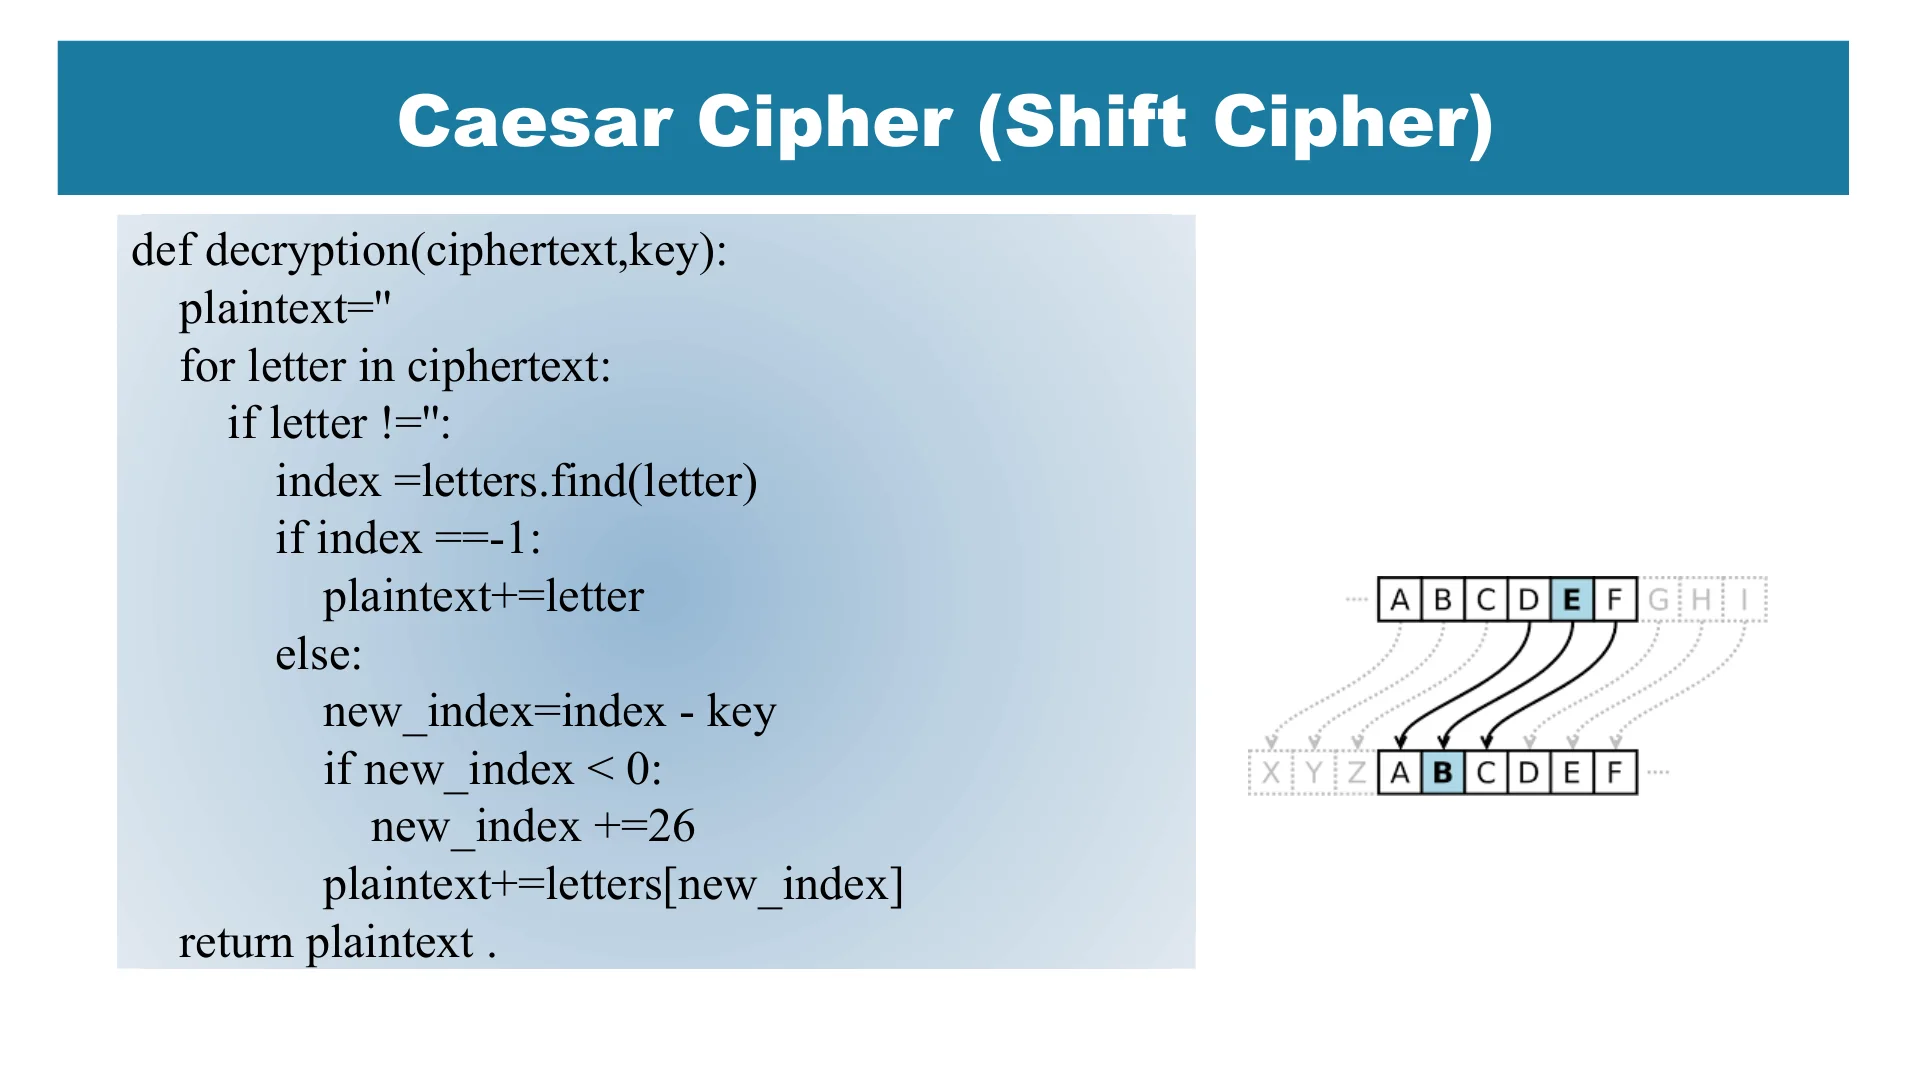 Caesar Cipher (Shift Cipher)
def decryption(ciphertext,key):
plaintext=''
for letter in ciphertext:
if letter !='':
index =letters.find(letter)
if index ==-1:
plaintext+=letter
else:
new_index=index - key
if new_index < 0:
new_index +=26
plaintext+=letters[new_index]
return plaintext .
A B C D E F G H I
X Y Z A B C D E F